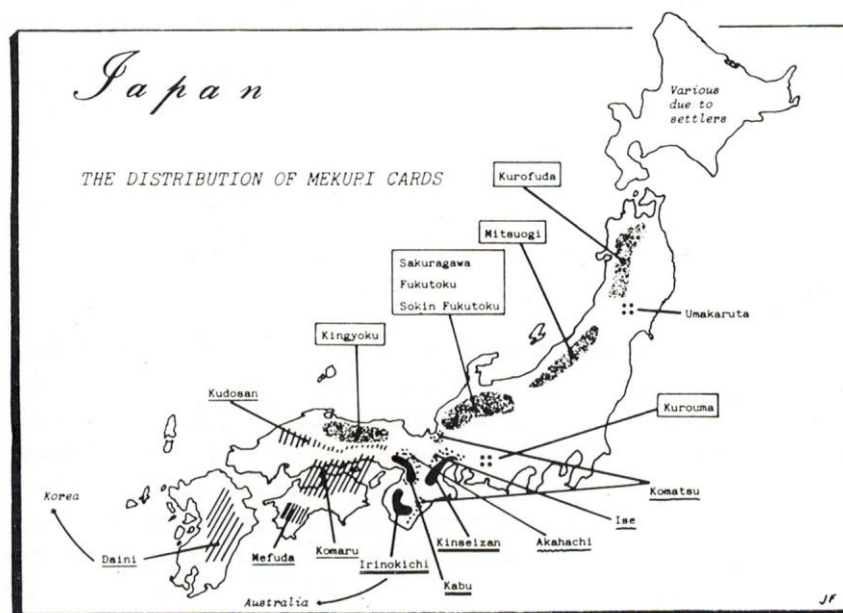 Japan
Various
due to
settlers
THE DISTRIBUTION OF MEKURI CARDS
Kurofuda
Mitsuogi
Sakuragawa
Fukutoku
Sokin Fukutoku
Umakaruta
Kingyoku
Kudosan
Kurouma
Korea
Komatsu
Ise
Daini
Mefuda
Komaru
Kinseizan
Akahachi
Irinokichi
Kabu
Australia
JF